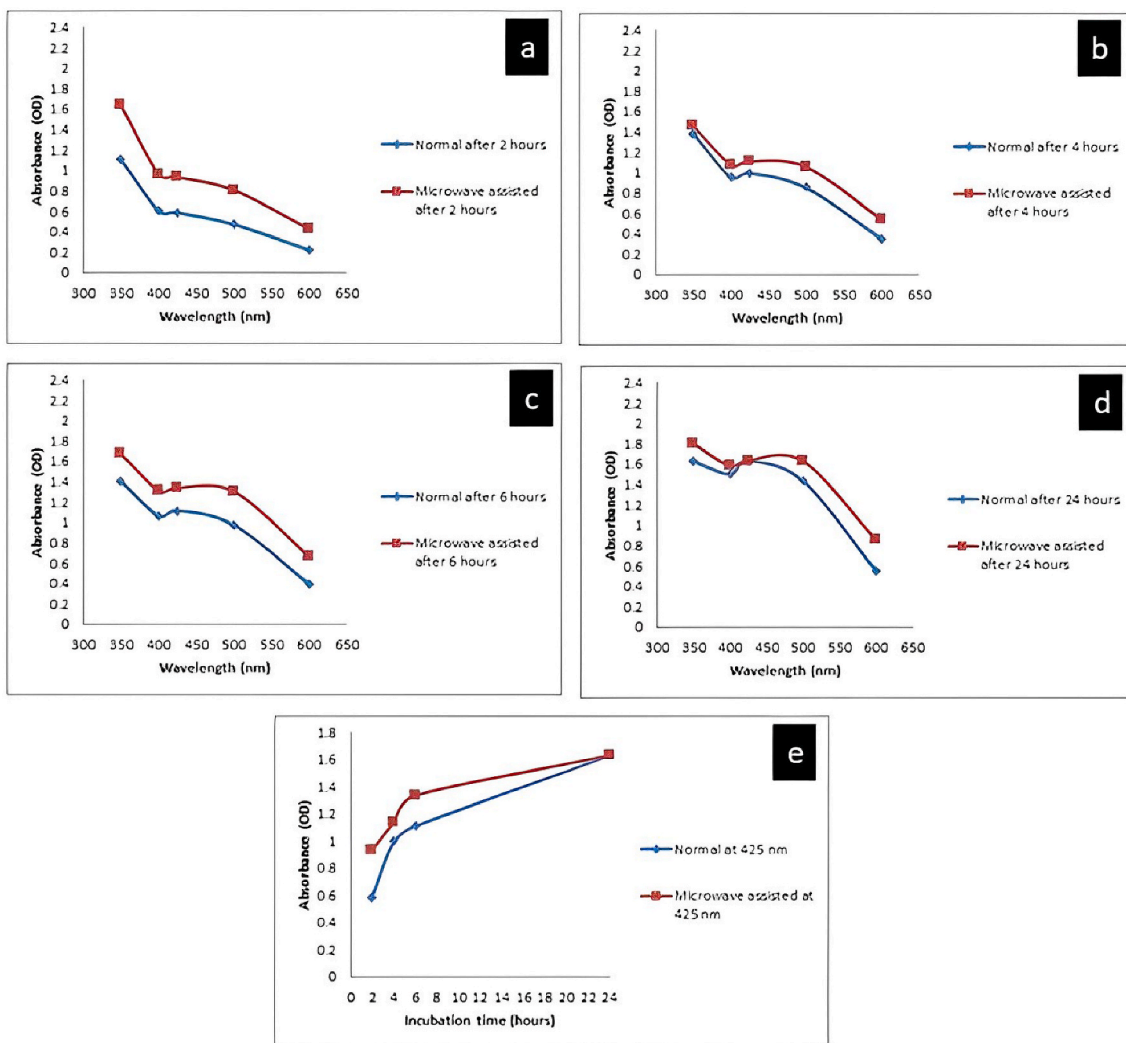 a
2.4
2.2
2
1.8
1.6
1.4
1.2
1
0.8
0.6
0.4
0.2
0
Absorbance (OD)
300 350 400 450 500 550 600 650
Wavelength (nm)
Normal after 2 hours
Microwave assisted
after 2 hours
b
2.4
2.2
2
1.8
1.6
1.4
1.2
1
0.8
0.6
0.4
0.2
0
Absorbance (OD)
300 350 400 450 500 550 600 650
Wavelength (nm)
Normal after 4 hours
Microwave assisted
after 4 hours
c
2.4
2.2
2
1.8
1.6
1.4
1.2
1
0.8
0.6
0.4
0.2
0
Absorbance (OD)
300 350 400 450 500 550 600 650
Wavelength (nm)
Normal after 6 hours
Microwave assisted
after 6 hours
d
2.4
2.2
2
1.8
1.6
1.4
1.2
1
0.8
0.6
0.4
0.2
0
Absorbance (OD)
300 350 400 450 500 550 600 650
Wavelength (nm)
Normal after 24 hours
Microwave assisted
after 24 hours
e
1.8
1.6
1.4
1.2
1
0.8
0.6
0.4
0.2
0
Absorbance (OD)
0 2 4 6 8 10 12 14 16 18 20 22 24
Incubation time (hours)
Normal at 425 nm
Microwave assisted at
425 nm